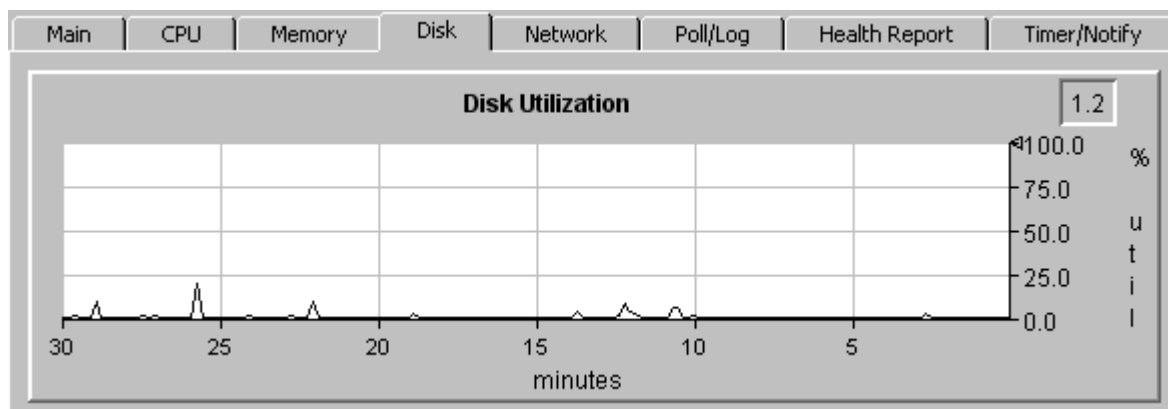 Main CPU Memory Disk Network Poll/Log Health Report Timer/Notify
Disk Utilization 1.2
100.0
75.0
50.0
25.0
0.0
% util
30 25 20 15 10 5
minutes